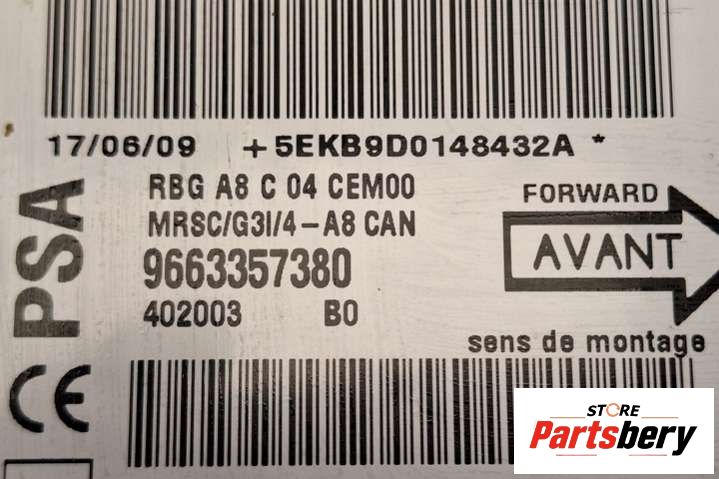 17/06/09 +5EKB9D0148432A *
RBG A8 C 04 CEM00
MRSC/G3I/4-A8 CAN
9663357380
402003 B0
FORWARD
AVANT
sens de montage
PSA
CE
STORE
Partsbery